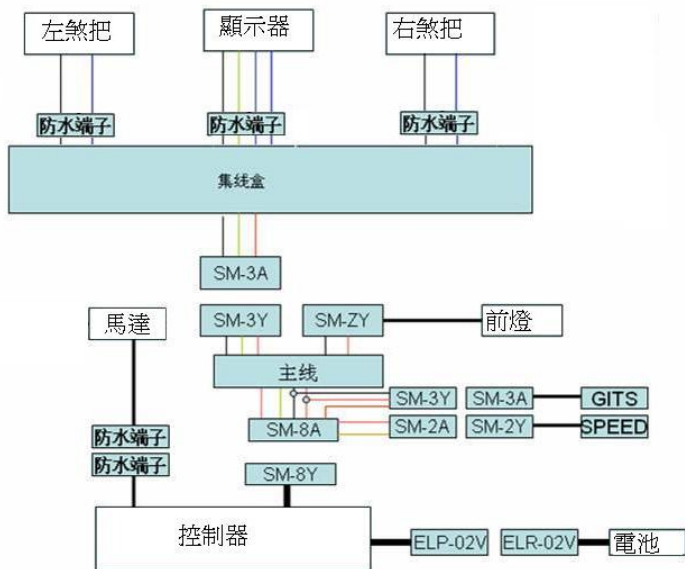 左煞把
顯示器
右煞把
防水端子
防水端子
防水端子
集线盒
SM-3A
SM-3Y
SM-ZY
前燈
馬達
主线
SM-3Y
SM-3A
GITS
SM-8A
SM-2A
SM-2Y
SPEED
防水端子
防水端子
SM-8Y
控制器
ELP-02V
ELR-02V
電池